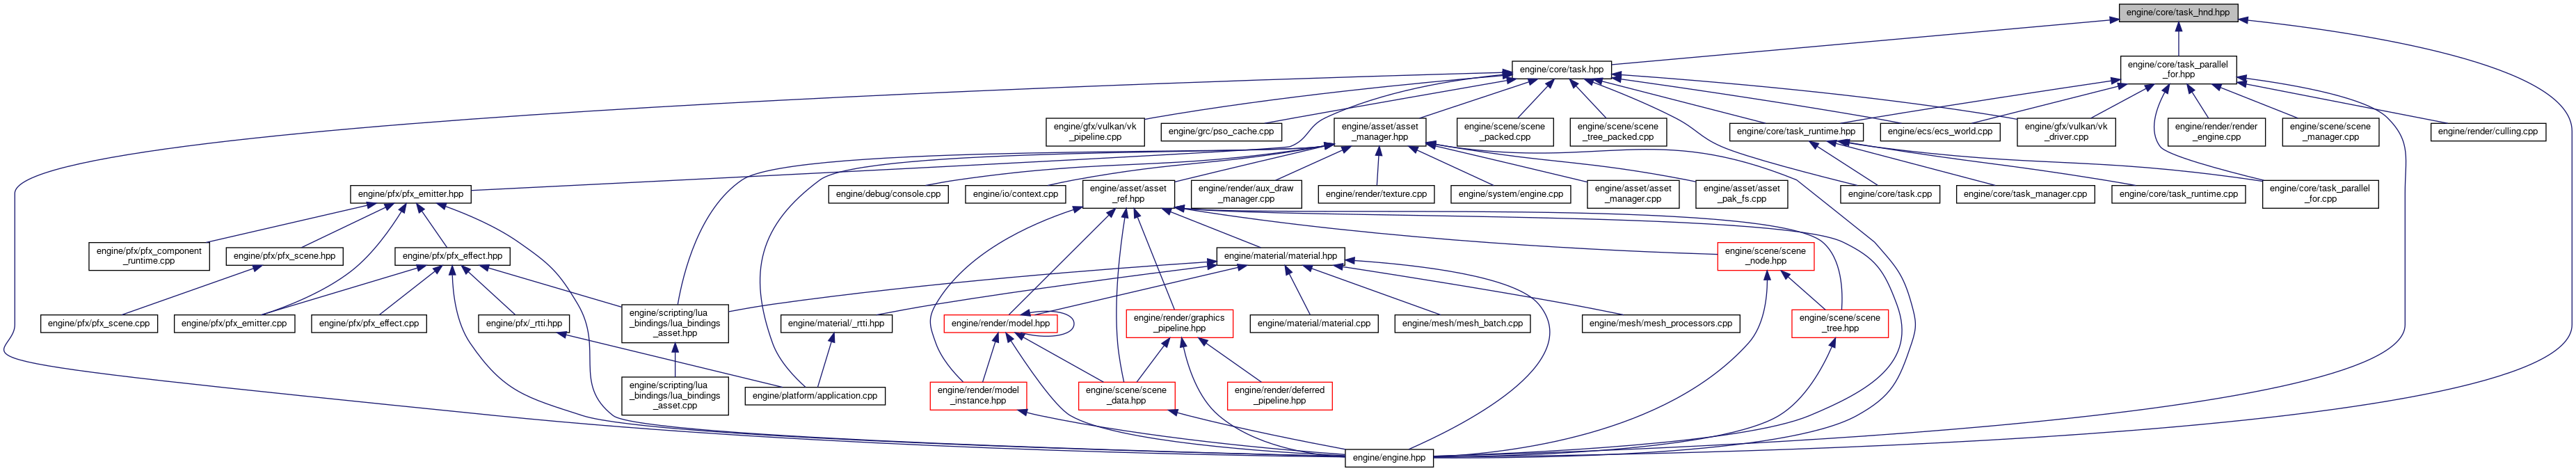 engine/core/task_hnd.hpp
engine/core/task.hpp
engine/core/task_parallel
_for.hpp
engine/gfx/vulkan/vk
_pipeline.cpp
engine/grc/pso_cache.cpp
engine/asset/asset
_manager.hpp
engine/scene/scene
_packed.cpp
engine/scene/scene
_tree_packed.cpp
engine/core/task_runtime.hpp
engine/ecs/ecs_world.cpp
engine/gfx/vulkan/vk
_driver.cpp
engine/render/render
_engine.cpp
engine/scene/scene
_manager.cpp
engine/render/culling.cpp
engine/pfx/pfx_emitter.hpp
engine/debug/console.cpp
engine/io/context.cpp
engine/asset/asset
_ref.hpp
engine/render/aux_draw
_manager.cpp
engine/render/texture.cpp
engine/system/engine.cpp
engine/asset/asset
_manager.cpp
engine/asset/asset
_pak_fs.cpp
engine/core/task.cpp
engine/core/task_manager.cpp
engine/core/task_runtime.cpp
engine/core/task_parallel
_for.cpp
engine/pfx/pfx_component
_runtime.cpp
engine/pfx/pfx_scene.hpp
engine/pfx/pfx_effect.hpp
engine/material/material.hpp
engine/scene/scene
_node.hpp
engine/pfx/pfx_scene.cpp
engine/pfx/pfx_emitter.cpp
engine/pfx/pfx_effect.cpp
engine/pfx/_rtti.hpp
engine/scripting/lua
_bindings/lua_bindings
_asset.hpp
engine/material/_rtti.hpp
engine/render/model.hpp
engine/render/graphics
_pipeline.hpp
engine/material/material.cpp
engine/mesh/mesh_batch.cpp
engine/mesh/mesh_processors.cpp
engine/scene/scene
_tree.hpp
engine/scripting/lua
_bindings/lua_bindings
_asset.cpp
engine/platform/application.cpp
engine/render/model
_instance.hpp
engine/scene/scene
_data.hpp
engine/render/deferred
_pipeline.hpp
engine/engine.hpp